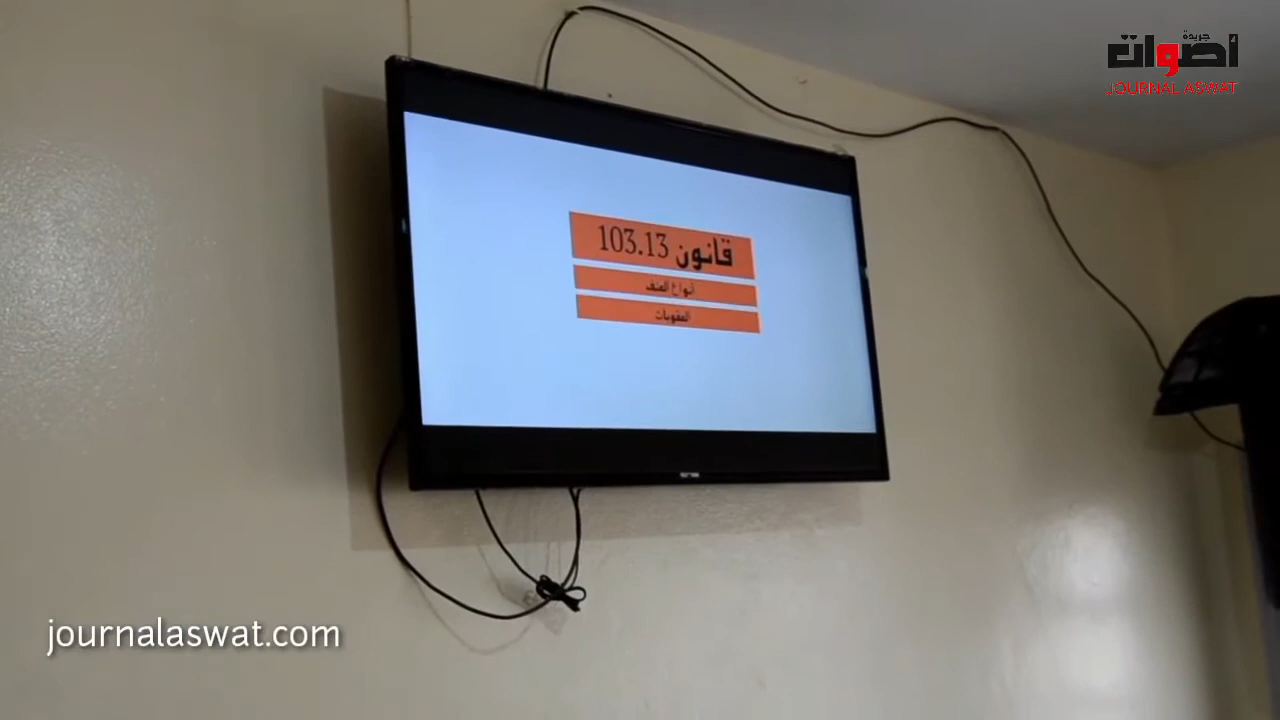 جريدة
أصوات
JOURNAL ASWAT
قانون 103.13
أنواع العنف
العقوبات
journalaswat.com